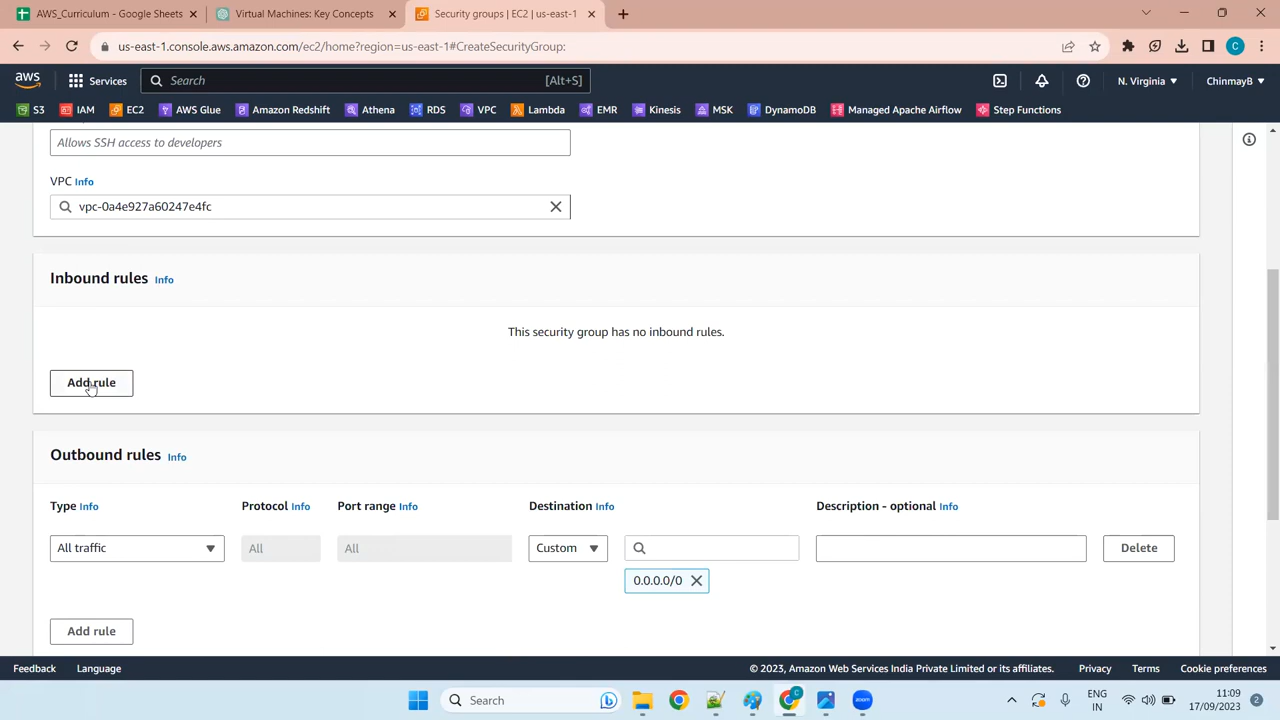 AWS_Curriculum - Google Sheets
Virtual Machines: Key Concepts
Security groups | EC2 | us-east-1
us-east-1.console.aws.amazon.com/ec2/home?region=us-east-1#CreateSecurityGroup:
C
aws
Services
Search
[Alt+S]
N. Virginia
ChinmayB
S3
IAM
EC2
AWS Glue
Amazon Redshift
Athena
RDS
VPC
Lambda
EMR
Kinesis
MSK
DynamoDB
Managed Apache Airflow
Step Functions
Allows SSH access to developers
VPC Info
vpc-0a4e927a60247e4fc
Inbound rules Info
This security group has no inbound rules.
Add rule
Outbound rules Info
Type Info
Protocol Info
Port range Info
Destination Info
Description - optional Info
All traffic
All
All
Custom
Delete
0.0.0.0/0
Add rule
Feedback
Language
© 2023, Amazon Web Services India Private Limited or its affiliates.
Privacy
Terms
Cookie preferences
Search
zoom
ENG
IN
11:09
17/09/2023
2